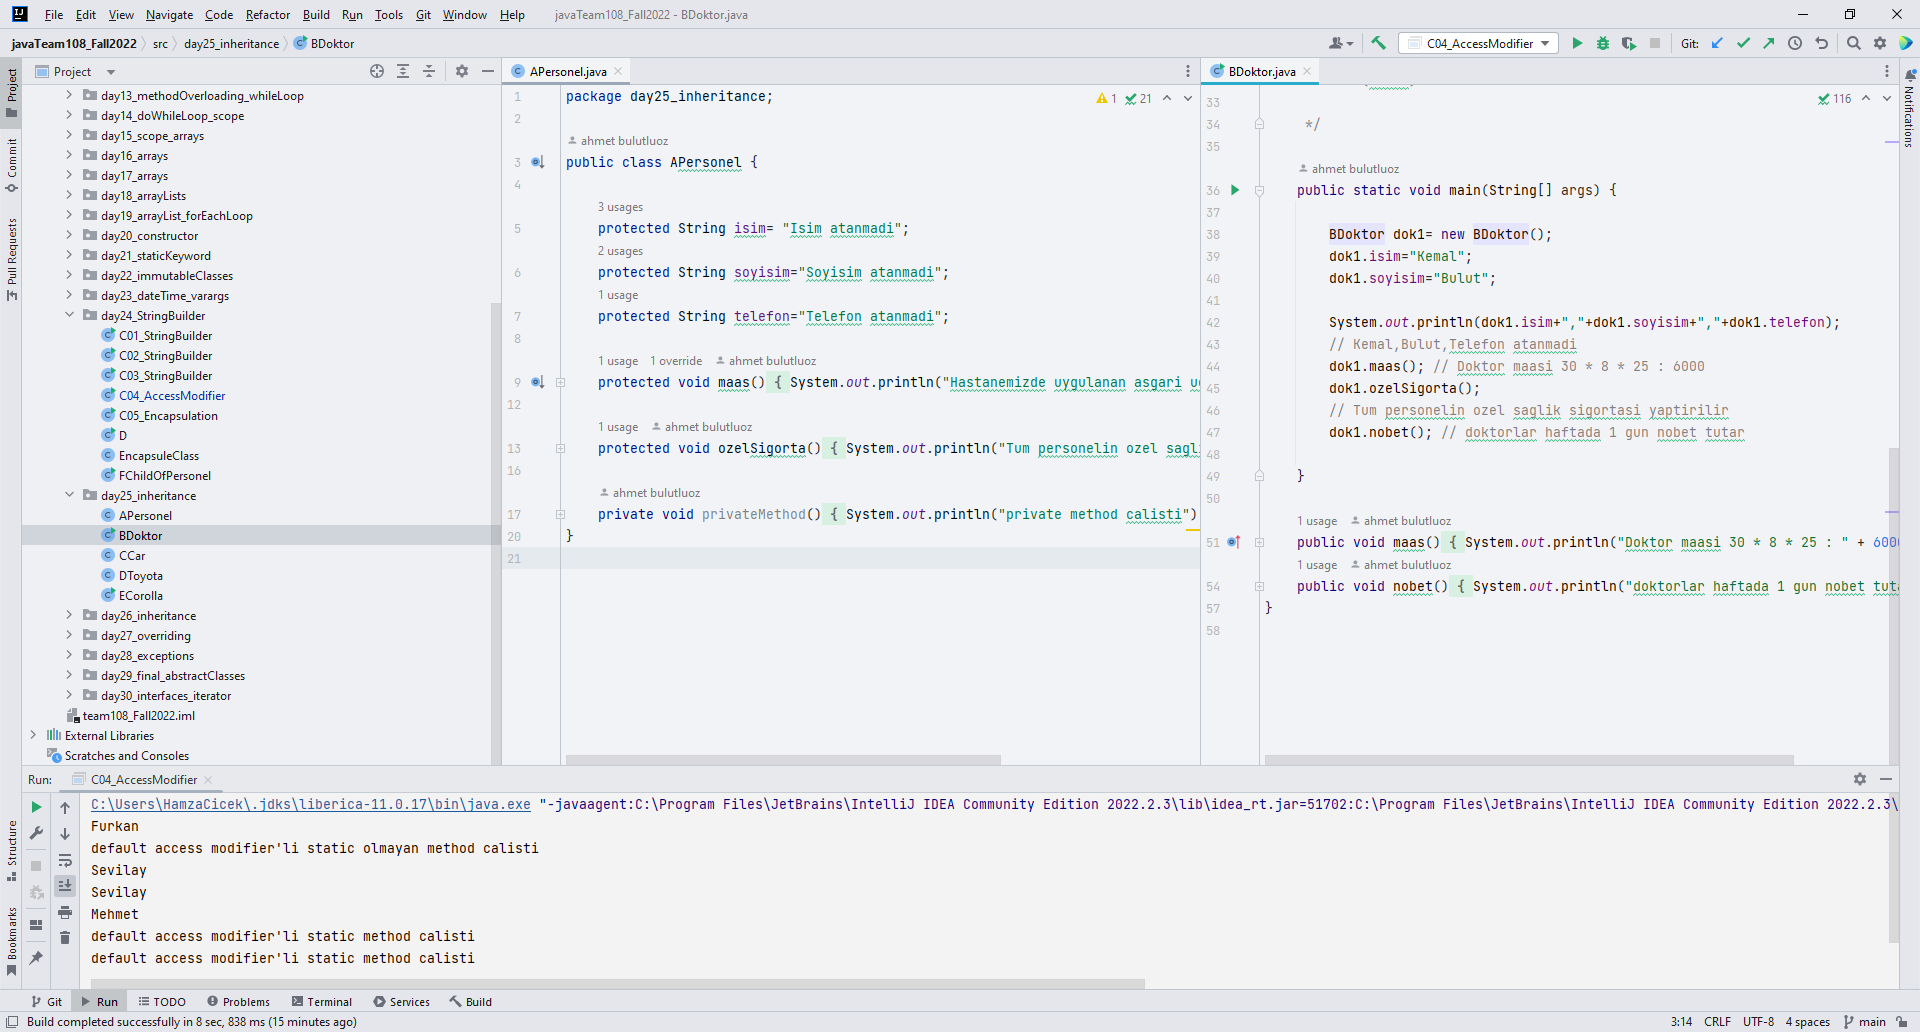 File Edit View Navigate Code Refactor Build Run Tools Git Window Help javaTeam108_Fall2022 - BDoktor.java
javaTeam108_Fall2022 src day25_inheritance BDoktor
C04_AccessModifier Git:
Project
Commit
Pull Requests
Structure
Bookmarks
Project
day13_methodOverloading_whileLoop
day14_doWhileLoop_scope
day15_scope_arrays
day16_arrays
day17_arrays
day18_arrayLists
day19_arrayList_forEachLoop
day20_constructor
day21_staticKeyword
day22_immutableClasses
day23_dateTime_varargs
day24_StringBuilder
C01_StringBuilder
C02_StringBuilder
C03_StringBuilder
C04_AccessModifier
C05_Encapsulation
D
EncapsuleClass
FChildOfPersonel
day25_inheritance
APersonel
BDoktor
CCar
DToyota
ECorolla
day26_inheritance
day27_overriding
day28_exceptions
day29_final_abstractClasses
day30_interfaces_iterator
team108_Fall2022.iml
External Libraries
Scratches and Consoles
APersonel.java
1 21
1 package day25_inheritance;
2
ahmet bulutluoz
3 public class APersonel {
4
3 usages
5 protected String isim= "Isim atanmadi";
2 usages
6 protected String soyisim="Soyisim atanmadi";
1 usage
7 protected String telefon="Telefon atanmadi";
8
1 usage 1 override ahmet bulutluoz
9 protected void maas() { System.out.println("Hastanemizde uygulanan asgari u
12
1 usage ahmet bulutluoz
13 protected void ozelSigorta() { System.out.println("Tum personelin ozel sagl
16
ahmet bulutluoz
17 private void privateMethod() { System.out.println("private method calisti")
20 }
21
BDoktor.java
116
33
34 */
35
ahmet bulutluoz
36 public static void main(String[] args) {
37
38 BDoktor dok1= new BDoktor();
39 dok1.isim="Kemal";
40 dok1.soyisim="Bulut";
41
42 System.out.println(dok1.isim+","+dok1.soyisim+","+dok1.telefon);
43 // Kemal,Bulut,Telefon atanmadi
44 dok1.maas(); // Doktor maasi 30 * 8 * 25 : 6000
45 dok1.ozelSigorta();
46 // Tum personelin ozel saglik sigortasi yaptirilir
47 dok1.nobet(); // doktorlar haftada 1 gun nobet tutar
48
49 }
50
1 usage ahmet bulutluoz
51 public void maas() { System.out.println("Doktor maasi 30 * 8 * 25 : " + 600
1 usage ahmet bulutluoz
54 public void nobet() { System.out.println("doktorlar haftada 1 gun nobet tut
57 }
58
Notifications
Run: C04_AccessModifier
C:\Users\HamzaCicek\.jdks\liberica-11.0.17\bin\java.exe "-javaagent:C:\Program Files\JetBrains\IntelliJ IDEA Community Edition 2022.2.3\lib\idea_rt.jar=51702:C:\Program Files\JetBrains\IntelliJ IDEA Community Edition 2022.2.3\
Furkan
default access modifier'li static olmayan method calisti
Sevilay
Sevilay
Mehmet
default access modifier'li static method calisti
default access modifier'li static method calisti
Git Run TODO Problems Terminal Services Build
Build completed successfully in 8 sec, 838 ms (15 minutes ago) 3:14 CRLF UTF-8 4 spaces main